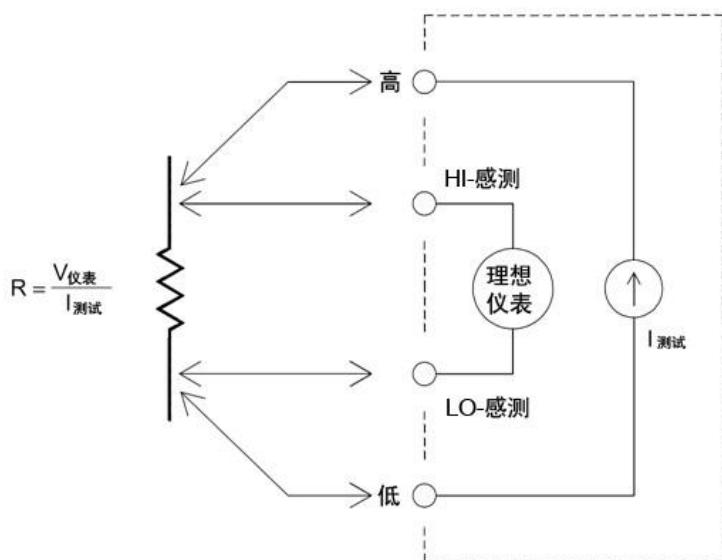 高
HI-感测
理想
仪表
R = V仪表 / I测试
I 测试
LO-感测
低